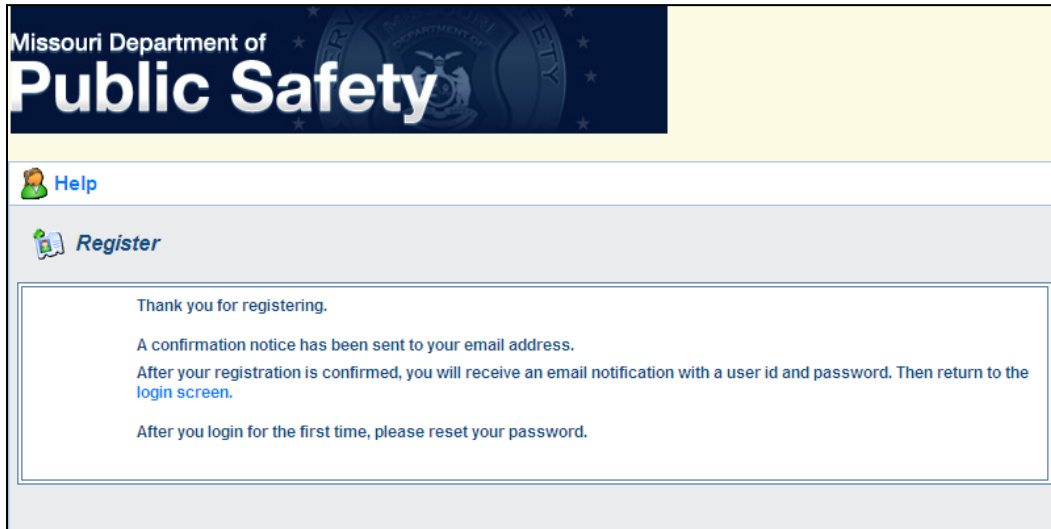 Missouri Department of
Public Safety
Help
Register
Thank you for registering.
A confirmation notice has been sent to your email address.
After your registration is confirmed, you will receive an email notification with a user id and password. Then return to the
login screen.
After you login for the first time, please reset your password.